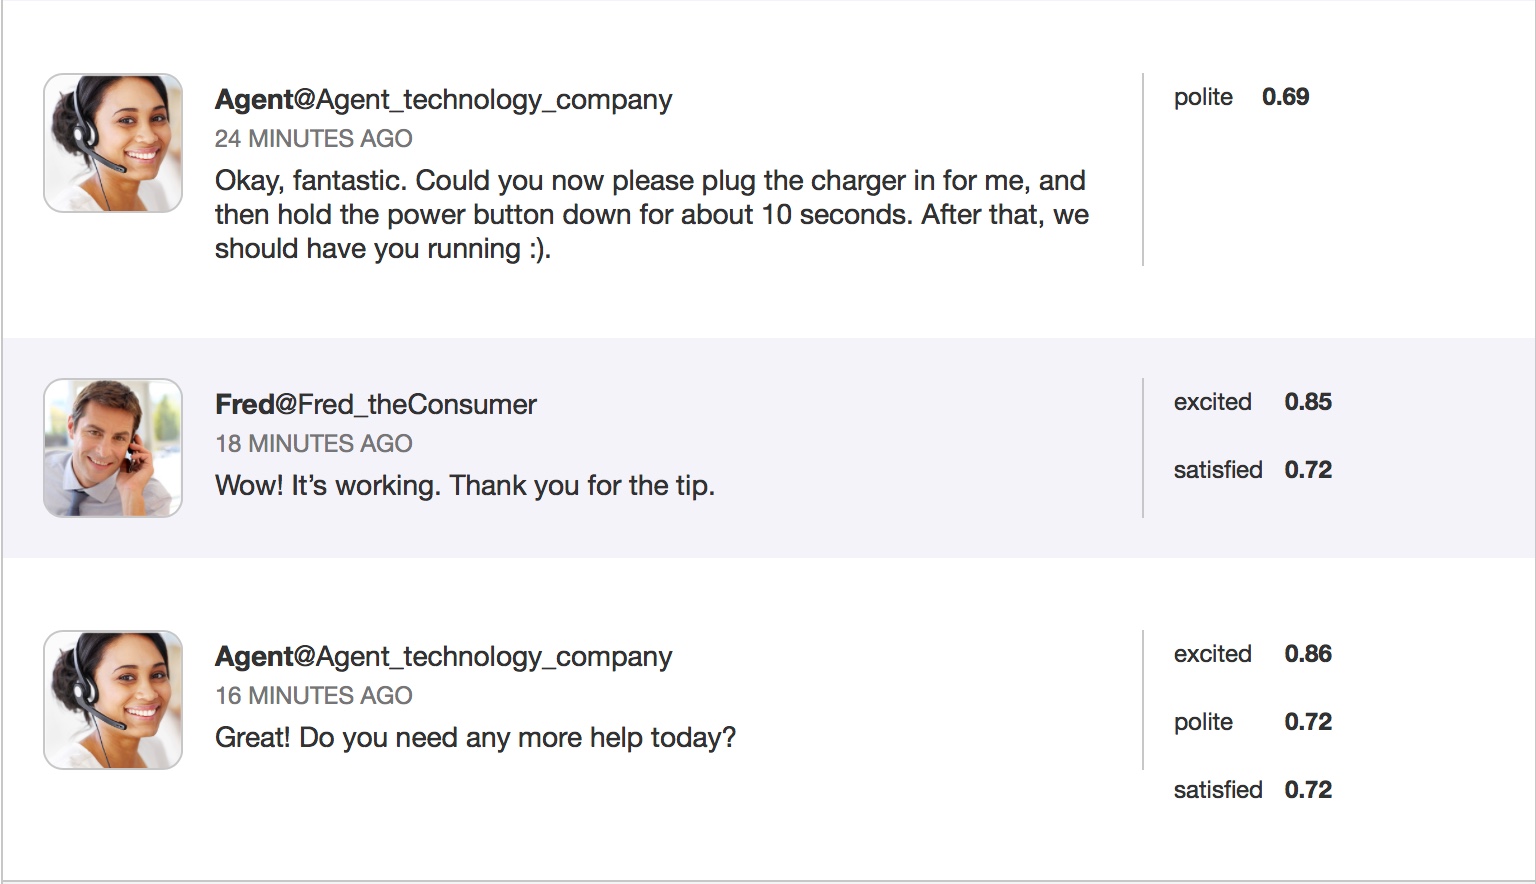 Agent@Agent_technology_company
24 MINUTES AGO
Okay, fantastic. Could you now please plug the charger in for me, and
then hold the power button down for about 10 seconds. After that, we
should have you running :).
polite 0.69
Fred@Fred_theConsumer
18 MINUTES AGO
Wow! It’s working. Thank you for the tip.
excited 0.85
satisfied 0.72
Agent@Agent_technology_company
16 MINUTES AGO
Great! Do you need any more help today?
excited 0.86
polite 0.72
satisfied 0.72